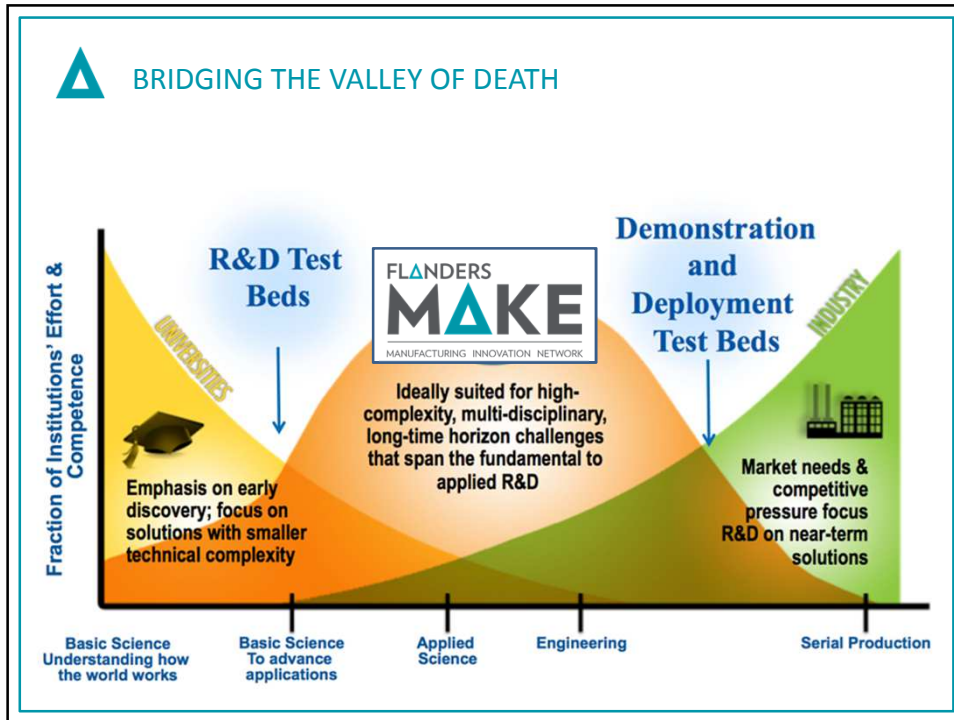 BRIDGING THE VALLEY OF DEATH
Fraction of Institutions' Effort &
Competence
UNIVERSITIES
R&D Test
Beds
FLANDERS
MAKE
MANUFACTURING INNOVATION NETWORK
Demonstration
and
Deployment
Test Beds
INDUSTRY
Emphasis on early
discovery; focus on
solutions with smaller
technical complexity
Ideally suited for high-
complexity, multi-disciplinary,
long-time horizon challenges
that span the fundamental to
applied R&D
Market needs &
competitive
pressure focus
R&D on near-term
solutions
Basic Science
Understanding how
the world works
Basic Science
To advance
applications
Applied
Science
Engineering
Serial Production